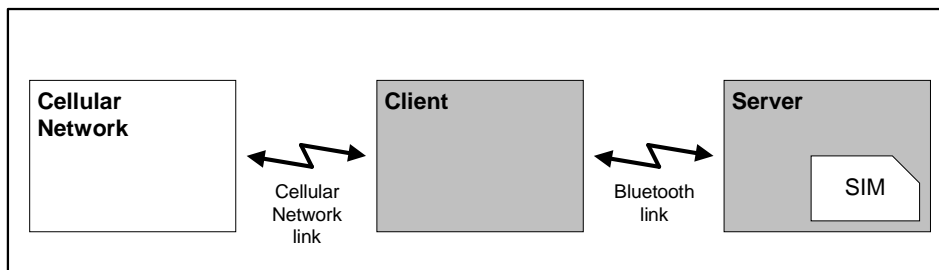 Cellular
Network
Client
Server
SIM
Cellular
Network
link
Bluetooth
link